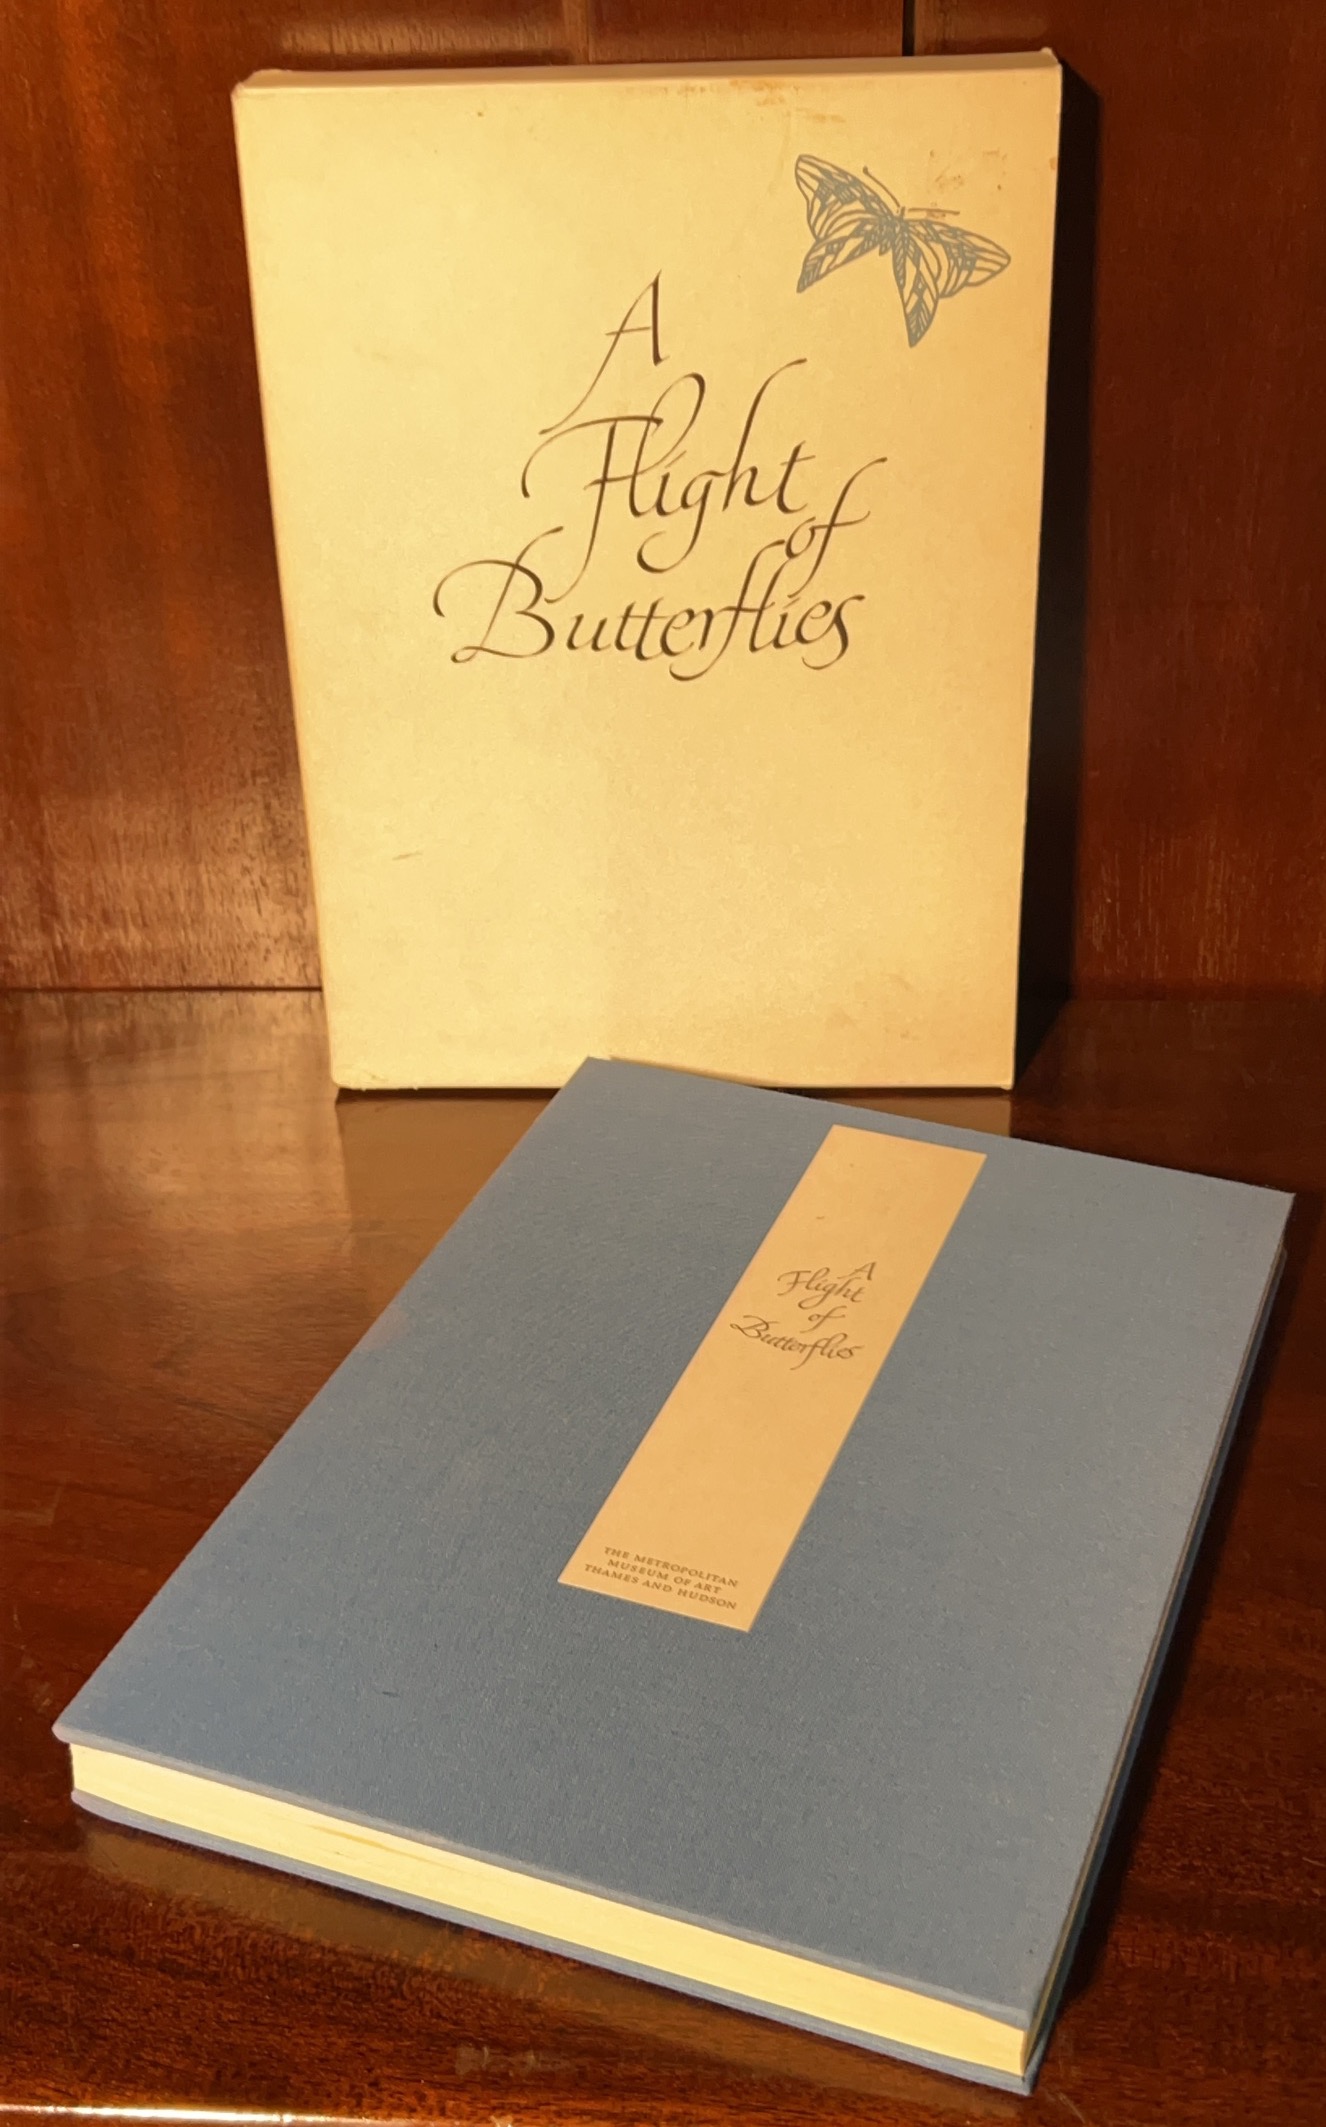 A
Flight
of
Butterflies
A
Flight
of
Butterflies
THE METROPOLITAN
MUSEUM OF ART
THAMES AND HUDSON